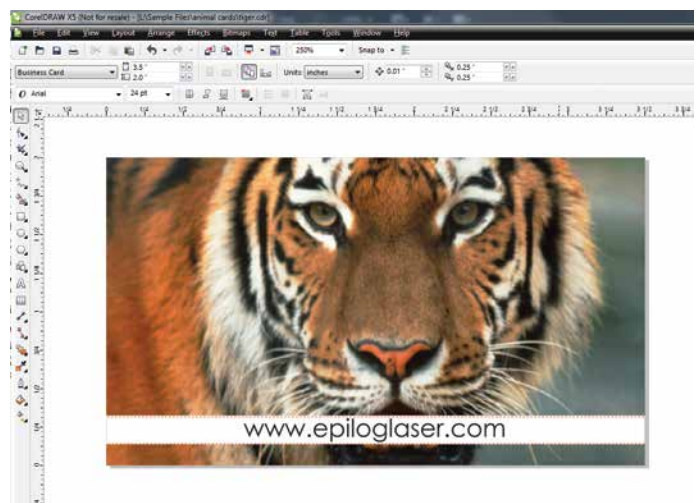 CorelDRAW X5 (Not for resale) - [L:\Sample Files\animal cards\tiger.cdr]
File Edit View Layout Arrange Effects Bitmaps Text Table Tools Window Help
250% Snap to
Business Card 3.5" 2.0" Units: inches 0.01" 0.25" 0.25"
Arial 24 pt
www.epiloglaser.com